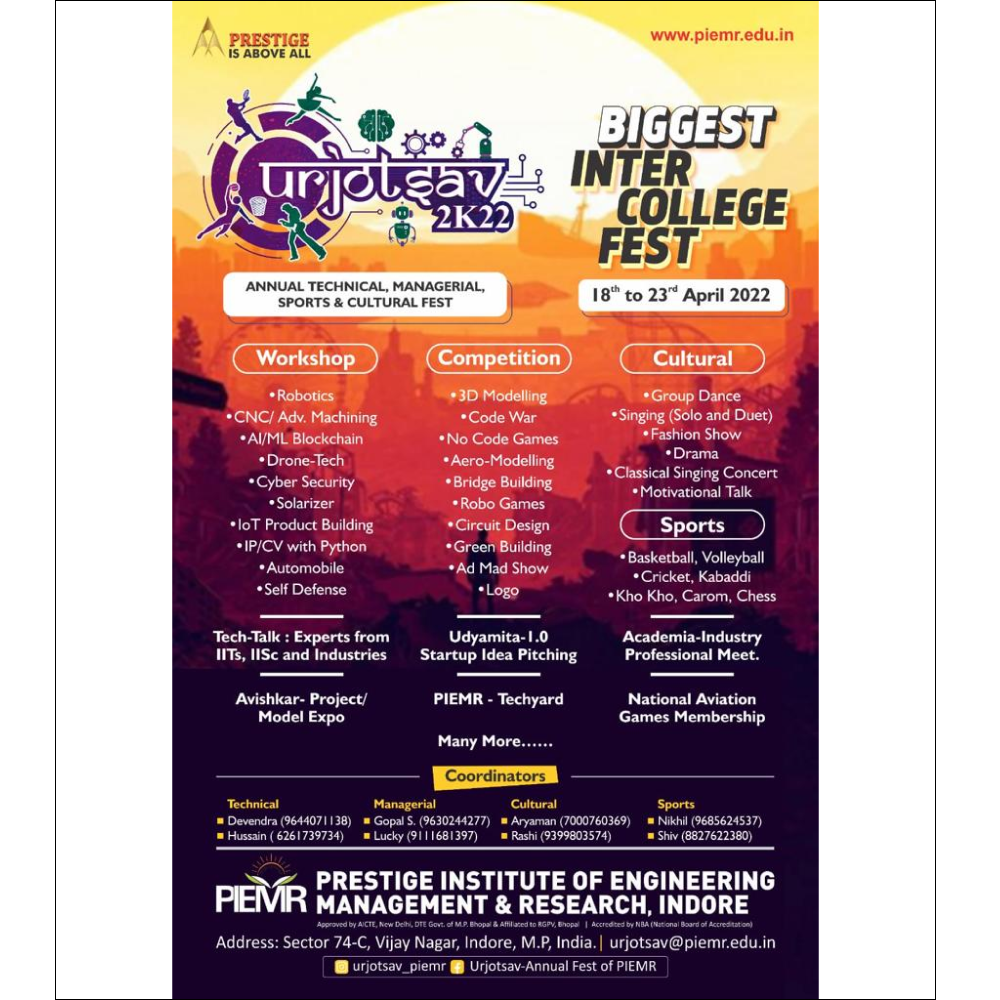 PRESTIGE
IS ABOVE ALL
www.piemr.edu.in
urjotsav
2K22
BIGGEST
INTER
COLLEGE
FEST
ANNUAL TECHNICAL, MANAGERIAL,
SPORTS & CULTURAL FEST
18th to 23rd April 2022
Workshop
•Robotics
•CNC/ Adv. Machining
•AI/ML Blockchain
•Drone-Tech
•Cyber Security
•Solarizer
•IoT Product Building
•IP/CV with Python
•Automobile
•Self Defense
Competition
•3D Modelling
•Code War
•No Code Games
•Aero-Modelling
•Bridge Building
•Robo Games
•Circuit Design
•Green Building
•Ad Mad Show
•Logo
Cultural
•Group Dance
•Singing (Solo and Duet)
•Fashion Show
•Drama
•Classical Singing Concert
•Motivational Talk
Sports
•Basketball, Volleyball
•Cricket, Kabaddi
•Kho Kho, Carom, Chess
Tech-Talk : Experts from
IITs, IISc and Industries
Udyamita-1.0
Startup Idea Pitching
Academia-Industry
Professional Meet.
Avishkar- Project/
Model Expo
PIEMR - Techyard
National Aviation
Games Membership
Many More......
Coordinators
Technical
Devendra (9644071138)
Hussain ( 6261739734)
Managerial
Gopal S. (9630244277)
Lucky (9111681397)
Cultural
Aryaman (7000760369)
Rashi (9399803574)
Sports
Nikhil (9685624537)
Shiv (8827622380)
PIEMR
PRESTIGE INSTITUTE OF ENGINEERING
MANAGEMENT & RESEARCH, INDORE
Approved by AICTE, New Delhi, DTE Govt. of M.P. Bhopal & Affiliated to RGPV, Bhopal | Accredited by NBA (National Board of Accreditation)
Address: Sector 74-C, Vijay Nagar, Indore, M.P, India.| urjotsav@piemr.edu.in
urjotsav_piemr Urjotsav-Annual Fest of PIEMR